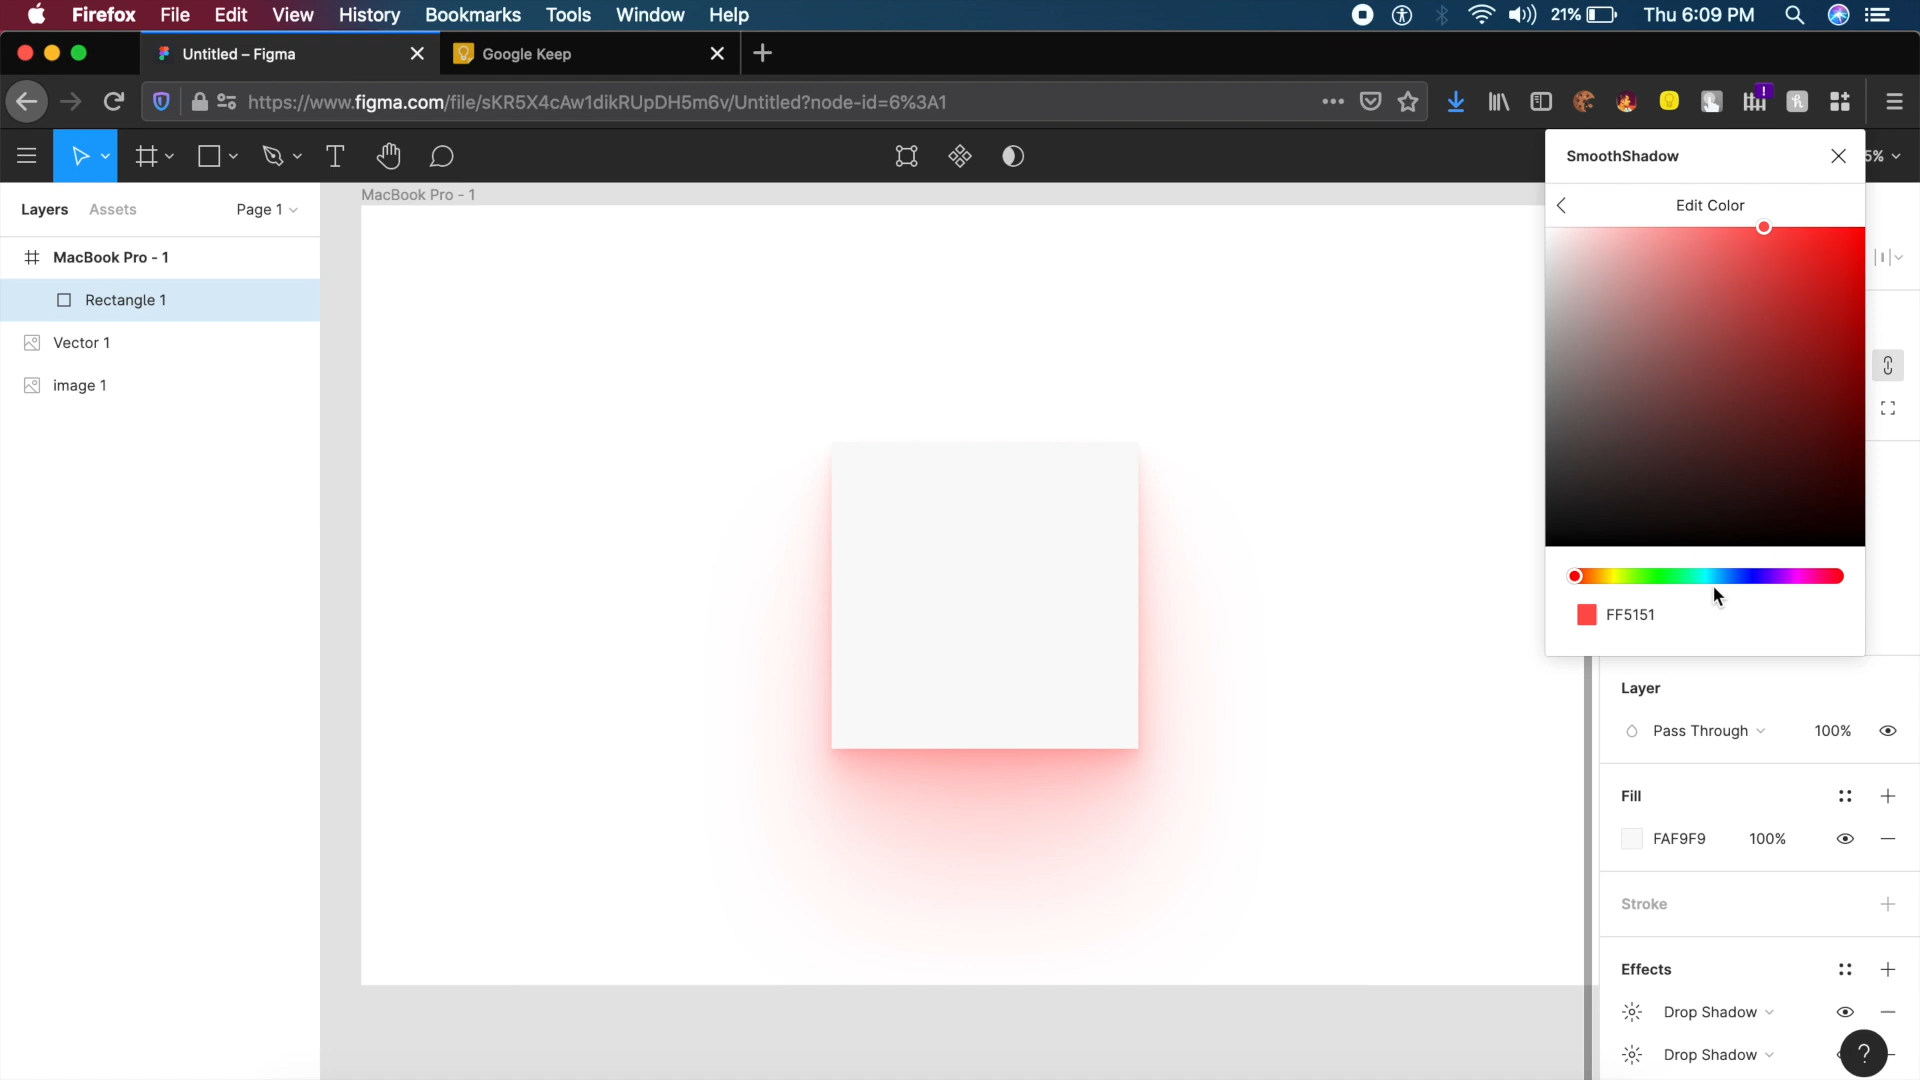 Firefox File Edit View History Bookmarks Tools Window Help 21% Thu 6:09 PM
Untitled – Figma Google Keep
https://www.figma.com/file/sKR5X4cAw1dikRUpDH5m6v/Untitled?node-id=6%3A1
SmoothShadow 5%
Layers Assets Page 1
MacBook Pro - 1
Edit Color
MacBook Pro - 1
Rectangle 1
Vector 1
image 1
FF5151
Layer
Pass Through 100%
Fill
FAF9F9 100%
Stroke
Effects
Drop Shadow
Drop Shadow
?